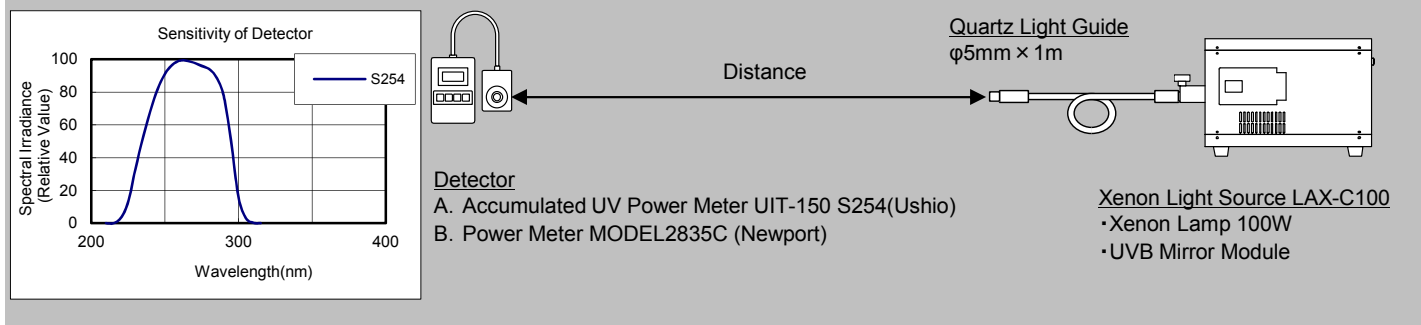 Sensitivity of Detector
S254
100
80
60
40
20
0
200
300
400
Spectral Irradiance
(Relative Value)
Wavelength(nm)
Distance
Quartz Light Guide
φ5mm×1m
Detector
A. Accumulated UV Power Meter UIT-150 S254(Ushio)
B. Power Meter MODEL2835C (Newport)
Xenon Light Source LAX-C100
・Xenon Lamp 100W
・UVB Mirror Module